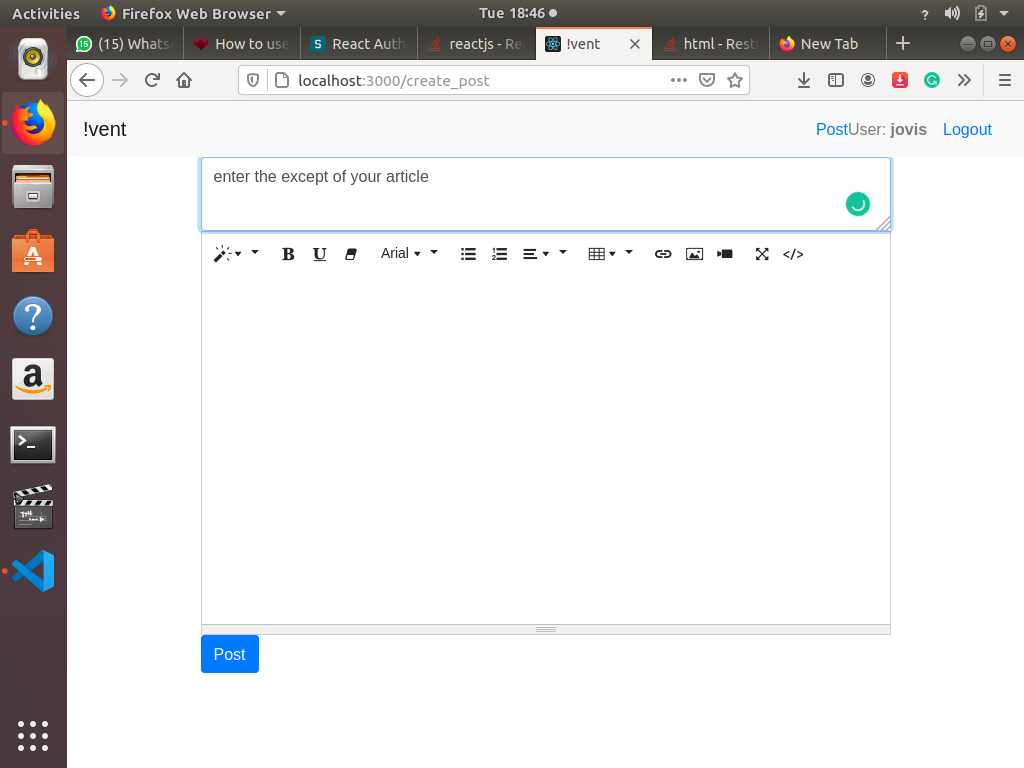 Activities Firefox Web Browser Tue 18:46 ?
(15) Whats How to use React Auth reactjs - Re !vent html - Rest New Tab
localhost:3000/create_post
!vent PostUser: jovis Logout
enter the except of your article
B U Arial </>
Post